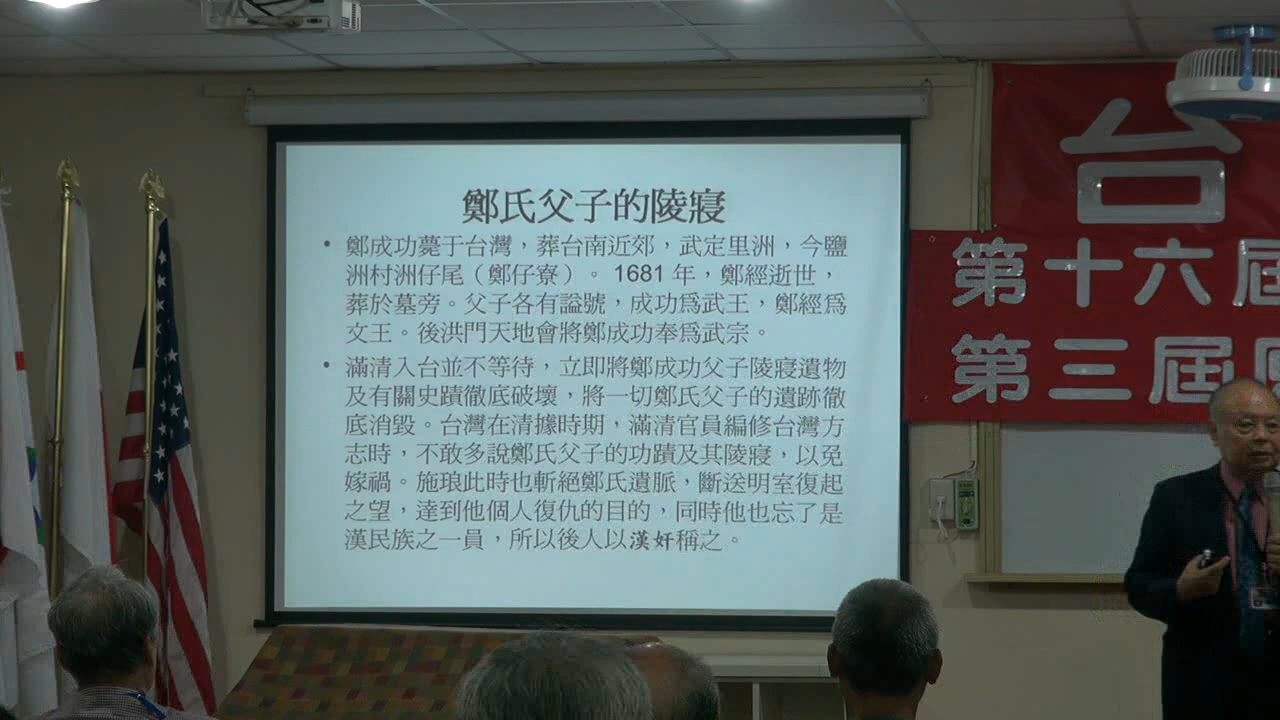 鄭氏父子的陵寢
• 鄭成功薨于台灣，葬台南近郊，武定里洲，今鹽
洲村洲仔尾（鄭仔寮）。 1681 年，鄭經逝世，
葬於墓旁。父子各有謚號，成功爲武王，鄭經爲
文王。後洪門天地會將鄭成功奉爲武宗。
• 滿清入台並不等待，立即將鄭成功父子陵寢遺物
及有關史蹟徹底破壞，將一切鄭氏父子的遺跡徹
底消毀。台灣在清據時期，滿清官員編修台灣方
志時，不敢多說鄭氏父子的功蹟及其陵寢，以免
嫁禍。施琅此時也斬絕鄭氏遺脈，斷送明室復起
之望，達到他個人復仇的目的，同時他也忘了是
漢民族之一員，所以後人以漢奸稱之。
台
第十六屆
第三屆